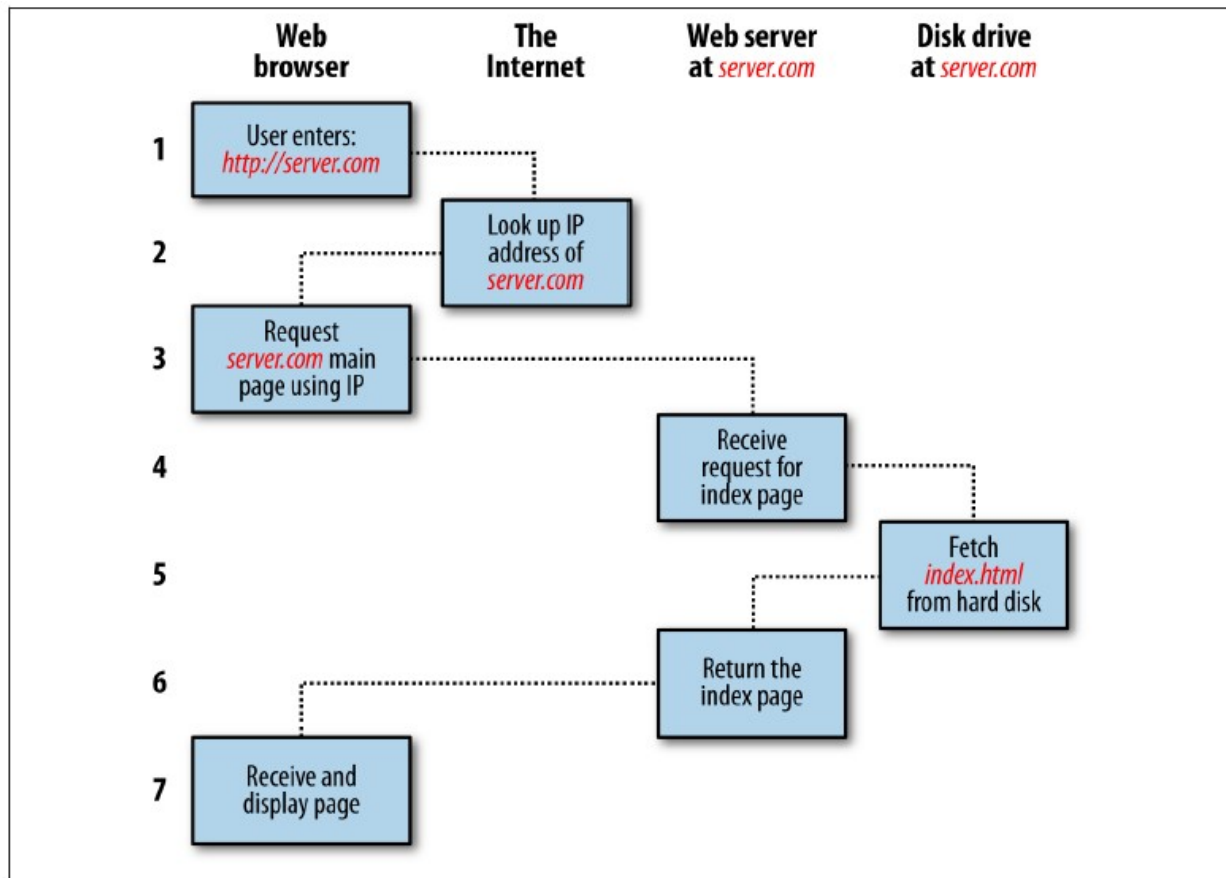 Web
browser
The
Internet
Web server
at server.com
Disk drive
at server.com
1
User enters:
http://server.com
2
Look up IP
address of
server.com
3
Request
server.com main
page using IP
4
Receive
request for
index page
5
Fetch
index.html
from hard disk
6
Return the
index page
7
Receive and
display page